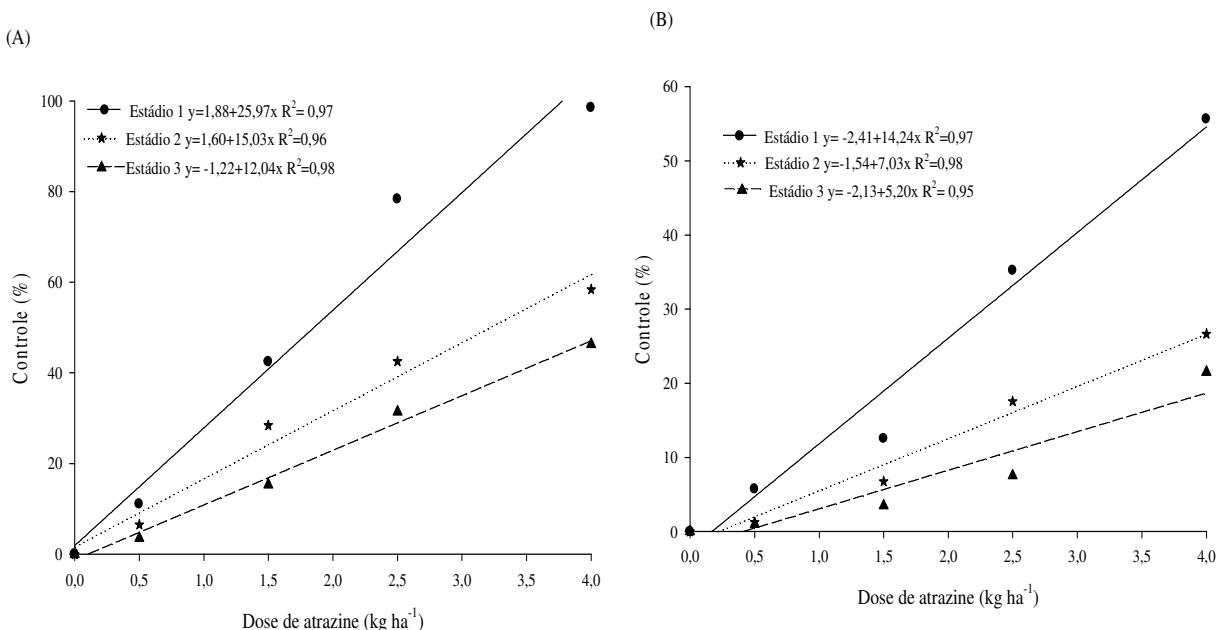 (A)
Estádio 1 y=1,88+25,97x R²= 0,97
Estádio 2 y=1,60+15,03x R²=0,96
Estádio 3 y= -1,22+12,04x R²=0,98
100
80
60
40
20
0
Controle (%)
0,0 0,5 1,0 1,5 2,0 2,5 3,0 3,5 4,0
Dose de atrazine (kg ha⁻¹)
(B)
Estádio 1 y= -2,41+14,24x R²=0,97
Estádio 2 y= -1,54+7,03x R²=0,98
Estádio 3 y= -2,13+5,20x R²=0,95
60
50
40
30
20
10
0
Controle (%)
0,0 0,5 1,0 1,5 2,0 2,5 3,0 3,5 4,0
Dose de atrazine (kg ha⁻¹)